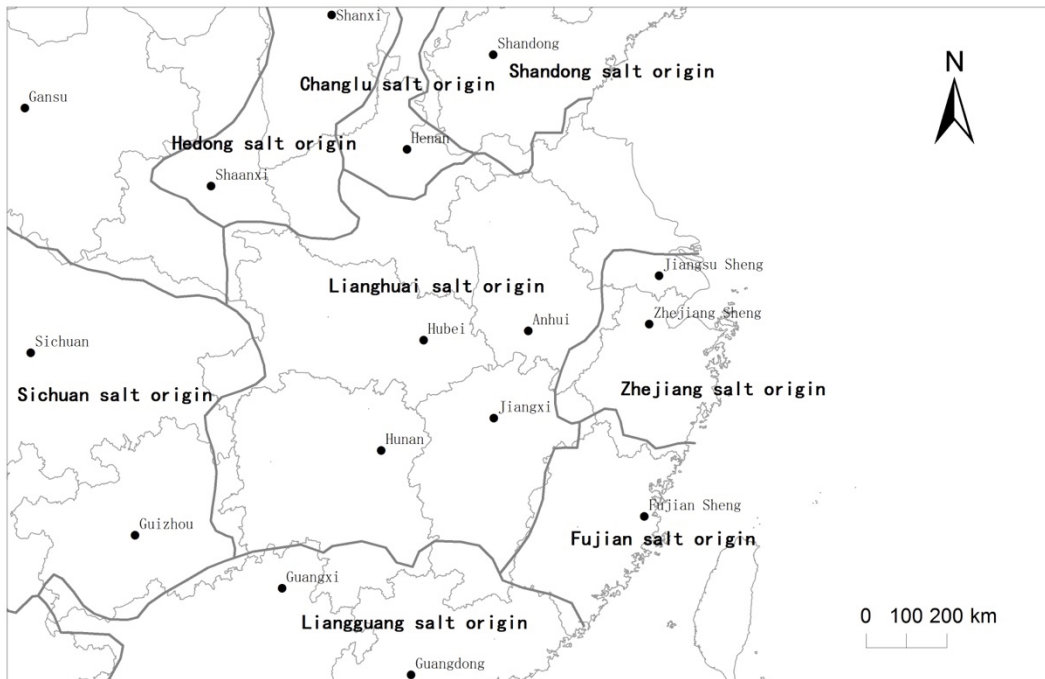 Shanxi
Shandong
Shandong salt origin
N
Changlu salt origin
Gansu
Henan
Hedong salt origin
Shaanxi
Jiangsu Sheng
Lianghuai salt origin
Zhejiang Sheng
Anhui
Hubei
Sichuan
Zhejiang salt origin
Sichuan salt origin
Jiangxi
Hunan
Fujian Sheng
Guizhou
Fujian salt origin
Guangxi
0 100 200 km
Liangguang salt origin
Guangdong